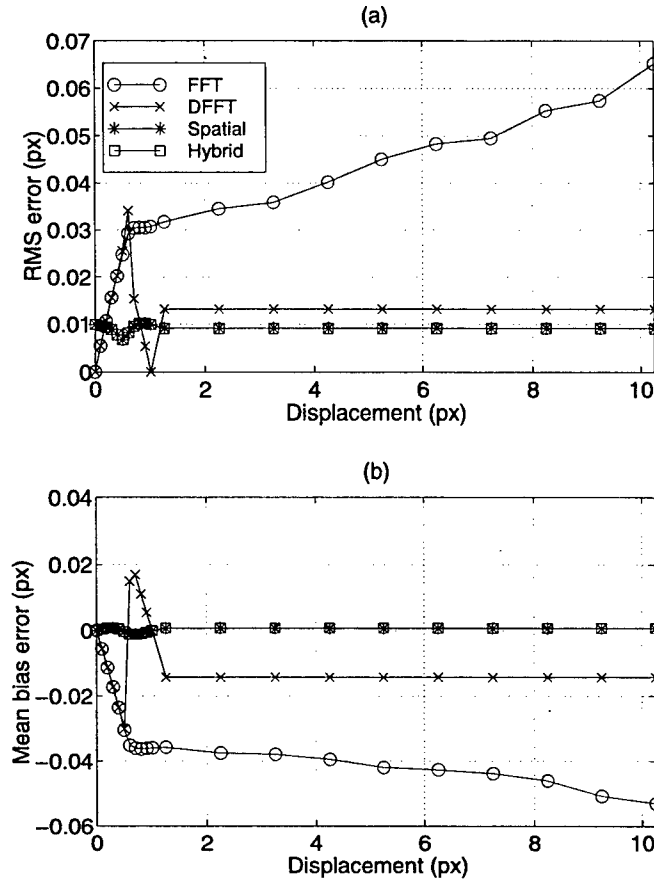 (a)
0.07
0.06
0.05
0.04
0.03
0.02
0.01
0
RMS error (px)
FFT
DFFT
Spatial
Hybrid
0 2 4 6 8 10
Displacement (px)
(b)
0.04
0.02
0
−0.02
−0.04
−0.06
Mean bias error (px)
0 2 4 6 8 10
Displacement (px)